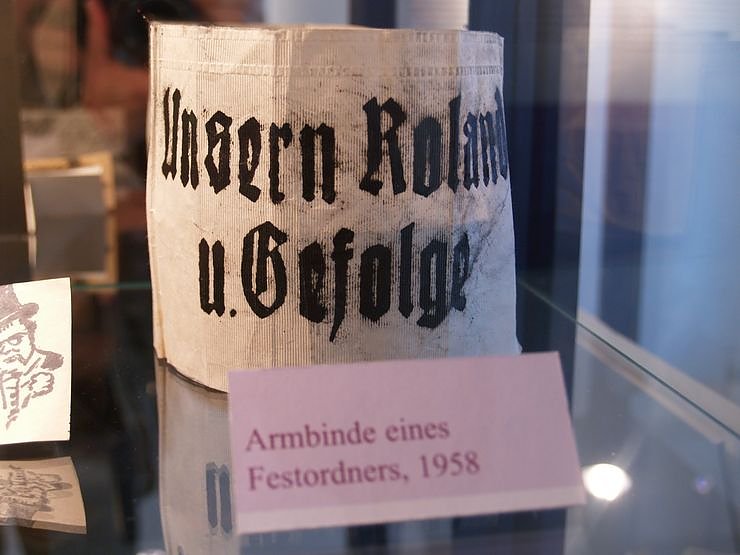 Unsern Roland
u. Gefolge
Armbinde eines
Festordners, 1958